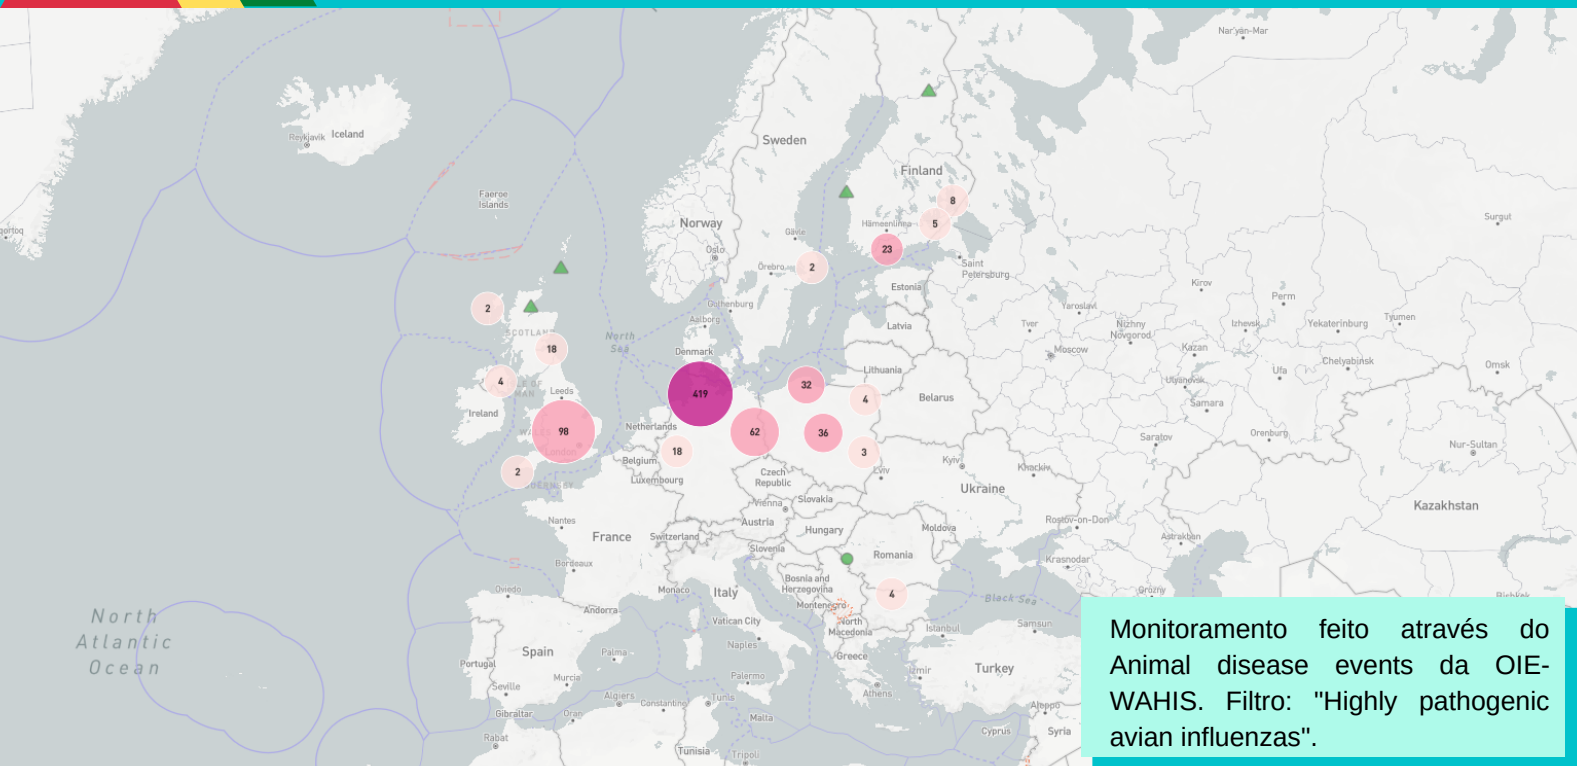 Nar'yan-Mar
Reykjavik
Iceland
Sweden
Finland
Faeroe
Islands
8
Surgut
Norway
5
Hämeenlinna
Gävle
Oslo
23
Örebro
2
Saint
Petersburg
Estonia
Kirov
Perm
2
Gothenburg
Yaroslavl
Aalborg
Latvia
Tver
Nizhny
Novgorod
Izhevsk
Yekaterinburg
Tyumen
SCOTLAND
North
Sea
18
Denmark
Moscow
Kazan
Chelyabinsk
Omsk
Lithuania
Ufa
4
ISLE OF
MAN
Leeds
419
32
4
Belarus
Ulyanovsk
Samara
Ireland
Netherlands
98
WALES
London
62
36
Saratov
Orenburg
Nur-Sultan
18
3
Belgium
Kyiv
Lviv
Kharkiv
2
Luxembourg
Czech
Republic
Ukraine
Slovakia
Vienna
Kazakhstan
Nantes
Austria
Rostov-on-Don
France
Switzerland
Hungary
Moldova
Astrakhan
Slovenia
Romania
Bordeaux
Krasnodar
Bosnia and
Herzegovina
Oviedo
Monaco
Italy
4
Grozny
Bishkek
Black Sea
Andorra
Montenegro
North
Atlantic
Ocean
Vatican City
North
Macedonia
Istanbul
Samsun
Naples
Spain
Palma
Greece
Portugal
Turkey
Murcia
Palermo
Izmir
Seville
Athens
Algiers
Tunis
Constantine
Gibraltar
Oran
Malta
Aleppo
Rabat
Cyprus
Syria
Tunisia
Tripoli
Monitoramento feito através do
Animal disease events da OIE-
WAHIS. Filtro: "Highly pathogenic
avian influenzas".